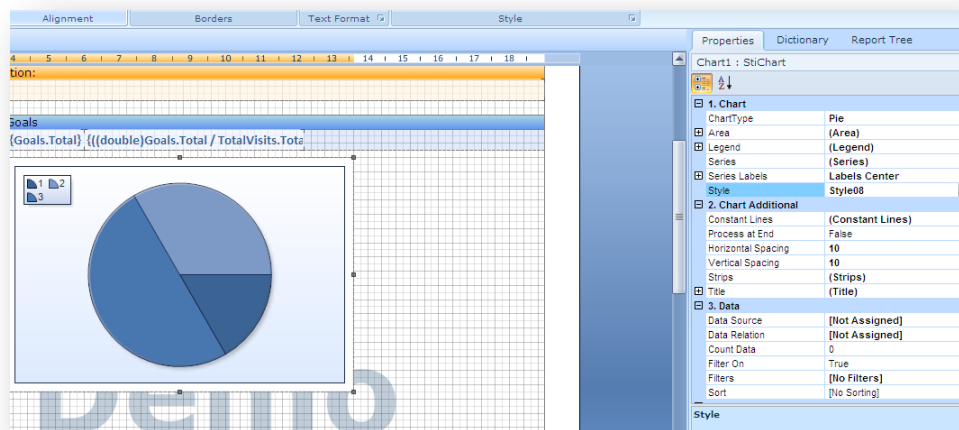 Alignment Borders Text Format Style
Properties Dictionary Report Tree
4 5 6 7 8 9 10 11 12 13 14 15 16 17 18
Chart1 : StiChart
tion:
1. Chart
ChartType Pie
Area (Area)
Legend (Legend)
Series (Series)
Series Labels Labels Center
Style Style08
2. Chart Additional
Constant Lines (Constant Lines)
Process at End False
Horizontal Spacing 10
Vertical Spacing 10
Strips (Strips)
Title (Title)
3. Data
Data Source [Not Assigned]
Data Relation [Not Assigned]
Count Data 0
Filter On True
Filters [No Filters]
Sort [No Sorting]
Style
Goals
{Goals.Total} {((double)Goals.Total / TotalVisits.Tota
1 2
3
Demo